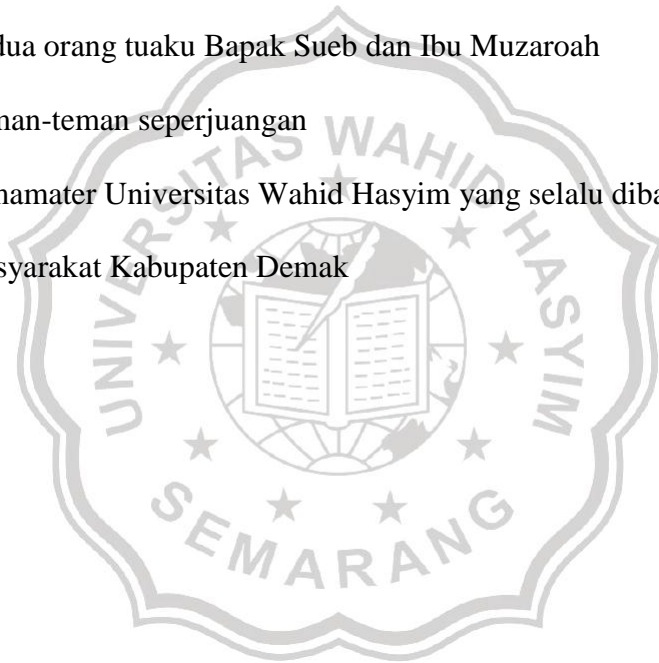 dua orang tuaku Bapak Sueb dan Ibu Muzaroah
man-teman seperjuangan
mamater Universitas Wahid Hasyim yang selalu diba
syarakat Kabupaten Demak
UNIVERSITAS WAHID HASYIM
SEMARANG